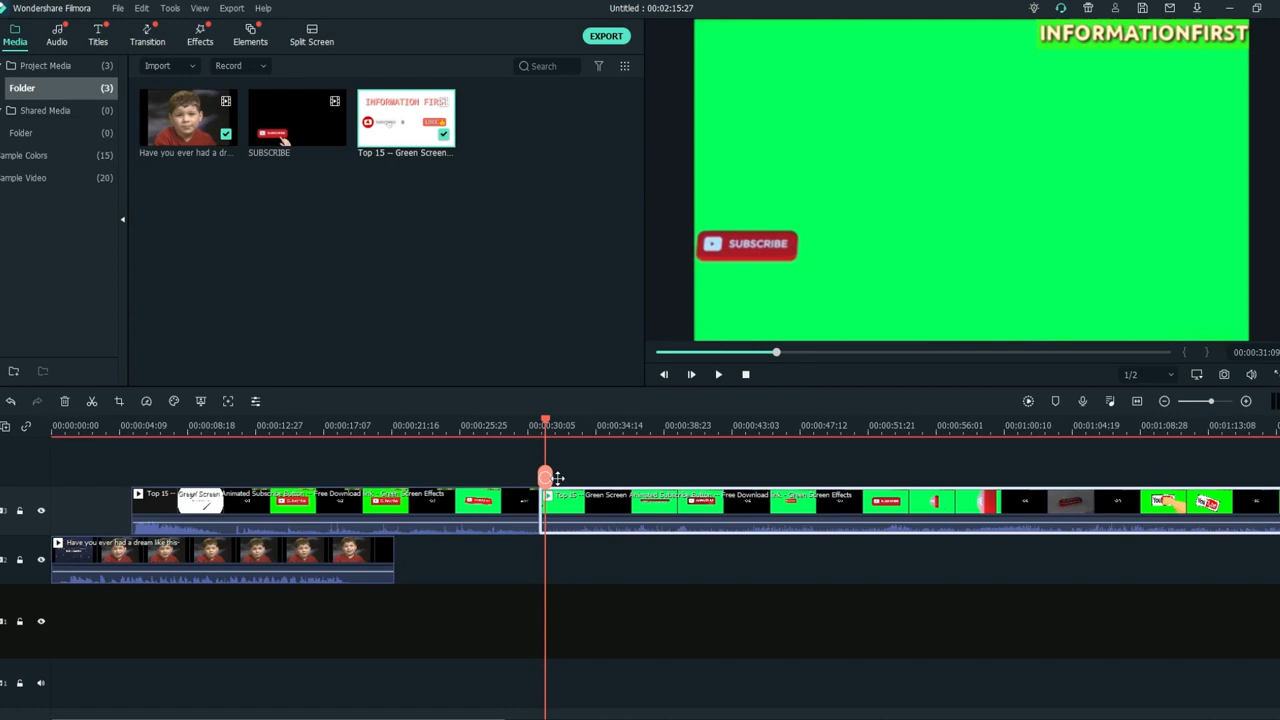 Wondershare Filmora
File Edit Tools View Export Help
Untitled : 00:02:15:27
Media
Audio
Titles
Transition
Effects
Elements
Split Screen
EXPORT
Project Media (3)
Folder (3)
Shared Media (0)
Folder (0)
Sample Colors (15)
Sample Video (20)
Import
Record
Search
INFORMATION FIRST
LIKE
Have you ever had a dr...
SUBSCRIBE
Top 15 -- Green Screen...
INFORMATIONFIRST
SUBSCRIBE
1/2
00:00:31:09
00:00:00:00 00:00:04:09 00:00:08:18 00:00:12:27 00:00:17:07 00:00:21:16 00:00:25:25 00:00:30:05 00:00:34:14 00:00:38:23 00:00:43:03 00:00:47:12 00:00:51:21 00:00:56:01 00:01:00:10 00:01:04:19 00:01:08:28 00:01:13:08
Top 15 -- Green Screen Animated Subscribe Button -- Free Download link - Green Screen Effects
Top 15 -- Green Screen Animated Subscribe Button -- Free Download link - Green Screen Effects
Have you ever had a dream like this-